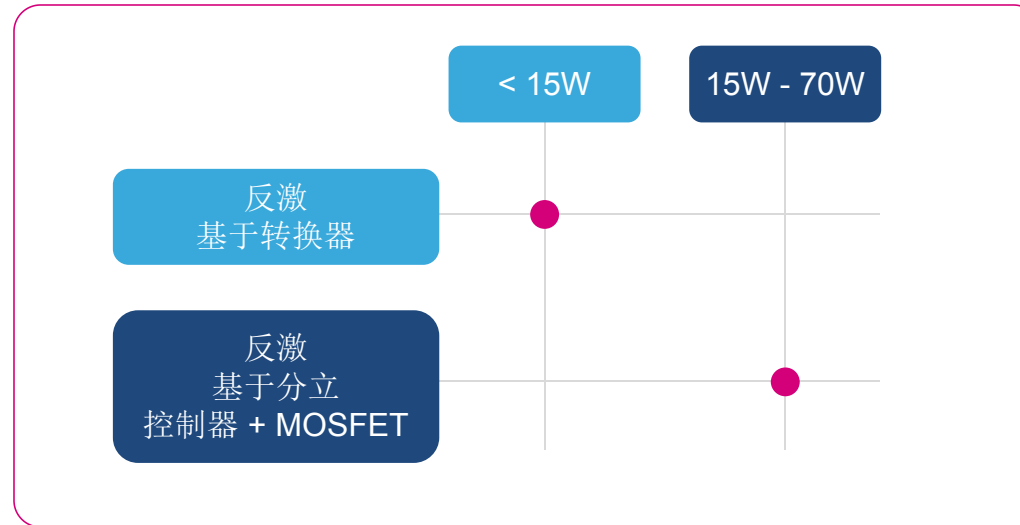 < 15W
15W - 70W
反激
基于转换器
反激
基于分立
控制器 + MOSFET